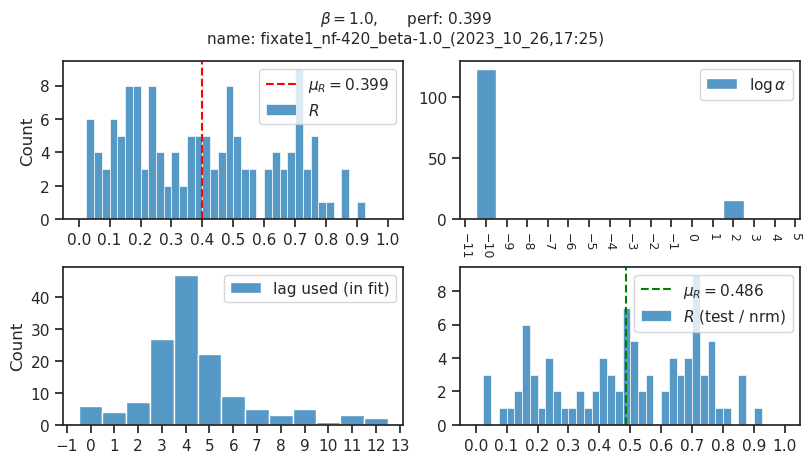 β = 1.0,      perf: 0.399
name: fixate1_nf-420_beta-1.0_(2023_10_26,17:25)
Count
8
6
4
2
0
μ_R = 0.399
R
0.0 0.1 0.2 0.3 0.4 0.5 0.6 0.7 0.8 0.9 1.0
100
50
0
log α
−11 −10 −9 −8 −7 −6 −5 −4 −3 −2 −1 0 1 2 3 4 5
Count
40
30
20
10
0
lag used (in fit)
−1 0 1 2 3 4 5 6 7 8 9 10 11 12 13
8
6
4
2
0
μ_R = 0.486
R (test / nrm)
0.0 0.1 0.2 0.3 0.4 0.5 0.6 0.7 0.8 0.9 1.0